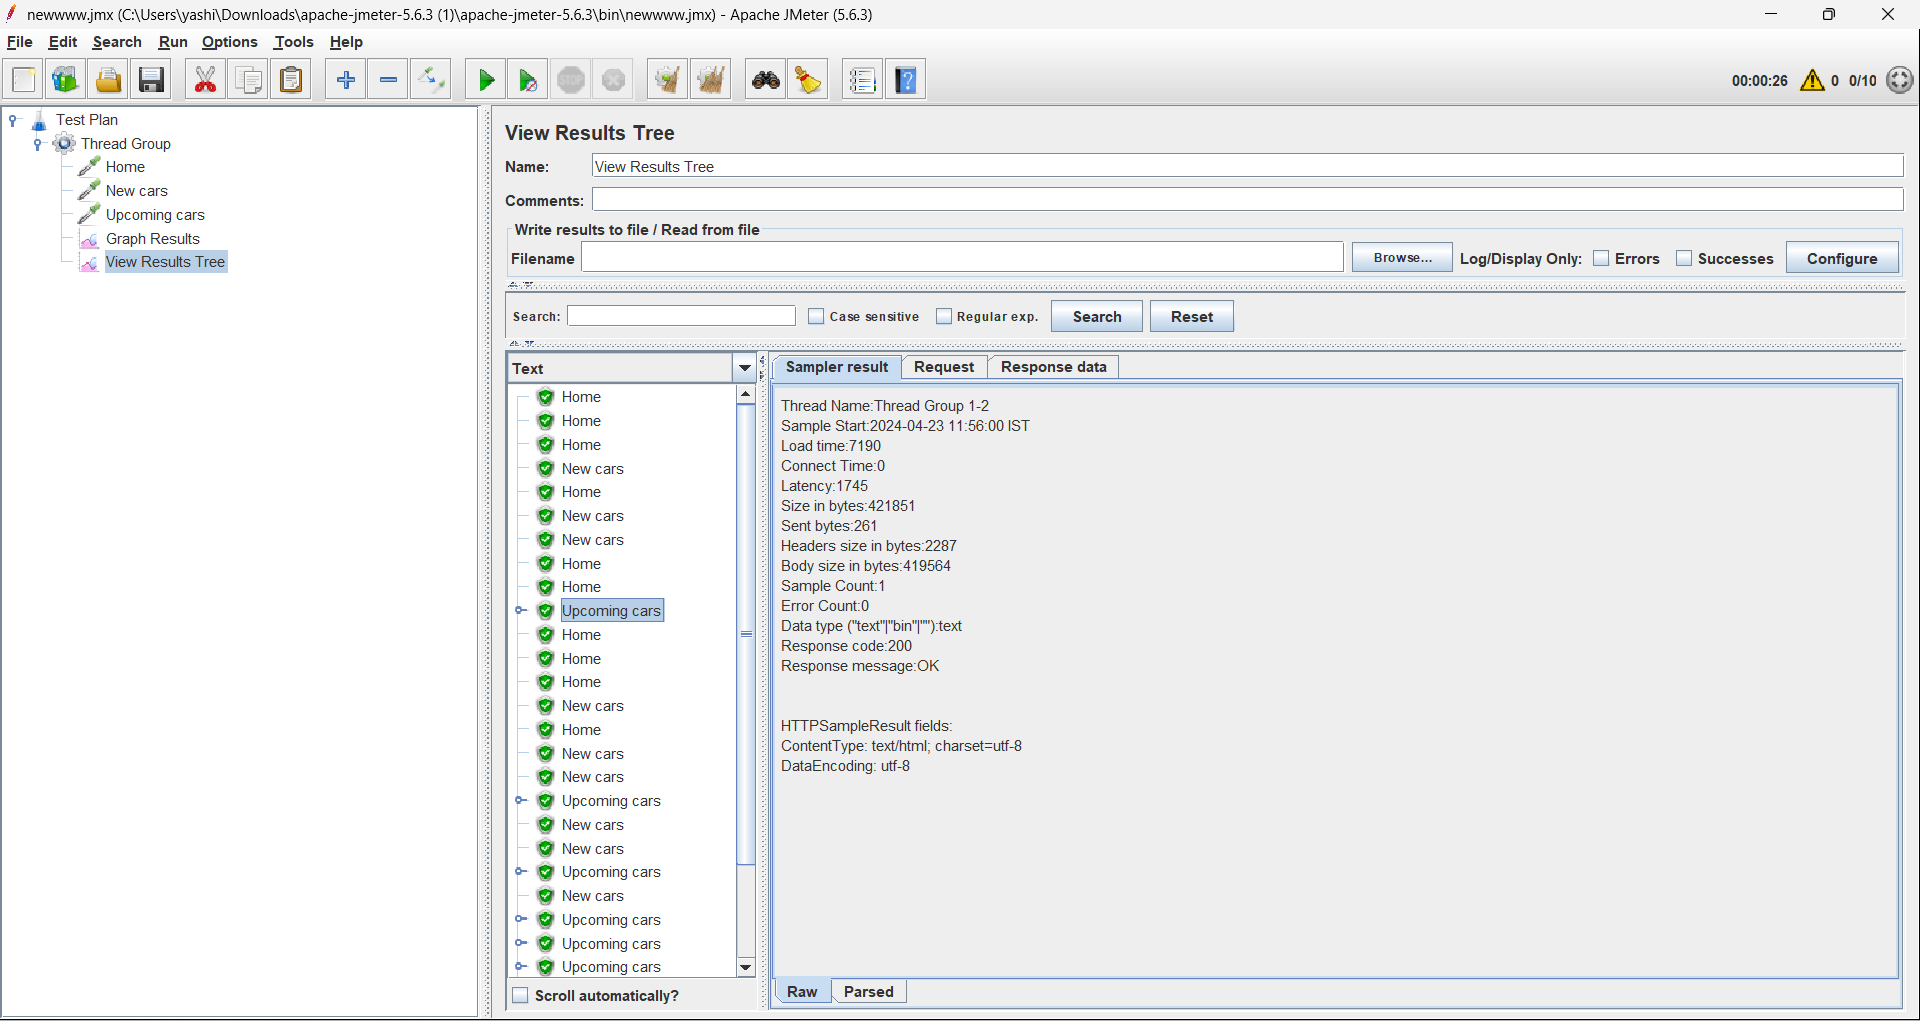 newwww.jmx (C:\Users\yashi\Downloads\apache-jmeter-5.6.3 (1)\apache-jmeter-5.6.3\bin\newwww.jmx) - Apache JMeter (5.6.3)
File Edit Search Run Options Tools Help
STOP
00:00:26 0 0/10
Test Plan
Thread Group
Home
New cars
Upcoming cars
Graph Results
View Results Tree
View Results Tree
Name: View Results Tree
Comments:
Write results to file / Read from file
Filename Browse... Log/Display Only: Errors Successes Configure
Search: Case sensitive Regular exp. Search Reset
Text
Home
Home
Home
New cars
Home
New cars
New cars
Home
Home
Upcoming cars
Home
Home
Home
New cars
Home
New cars
New cars
Upcoming cars
New cars
New cars
Upcoming cars
New cars
Upcoming cars
Upcoming cars
Upcoming cars
Scroll automatically?
Sampler result Request Response data
Thread Name:Thread Group 1-2
Sample Start:2024-04-23 11:56:00 IST
Load time:7190
Connect Time:0
Latency:1745
Size in bytes:421851
Sent bytes:261
Headers size in bytes:2287
Body size in bytes:419564
Sample Count:1
Error Count:0
Data type ("text"|"bin"|""):text
Response code:200
Response message:OK
HTTPSampleResult fields:
ContentType: text/html; charset=utf-8
DataEncoding: utf-8
Raw Parsed